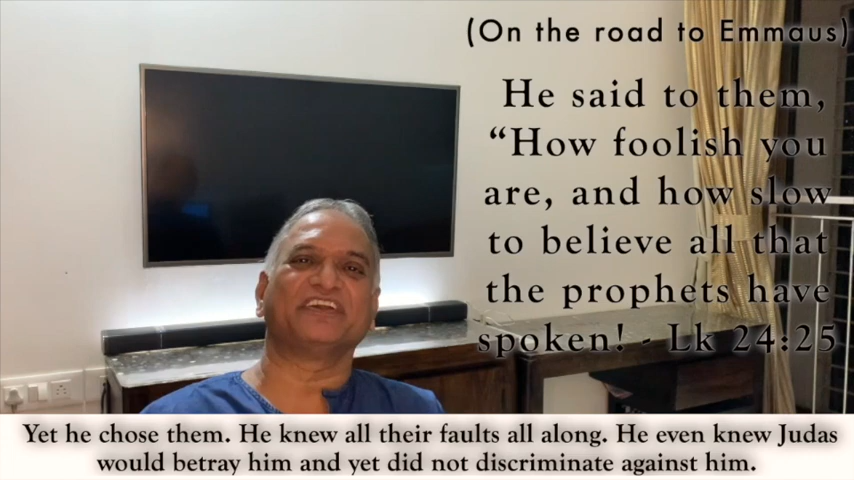 (On the road to Emmaus)
He said to them,
“How foolish you
are, and how slow
to believe all that
the prophets have
spoken! - Lk 24:25
Yet he chose them. He knew all their faults all along. He even knew Judas
would betray him and yet did not discriminate against him.